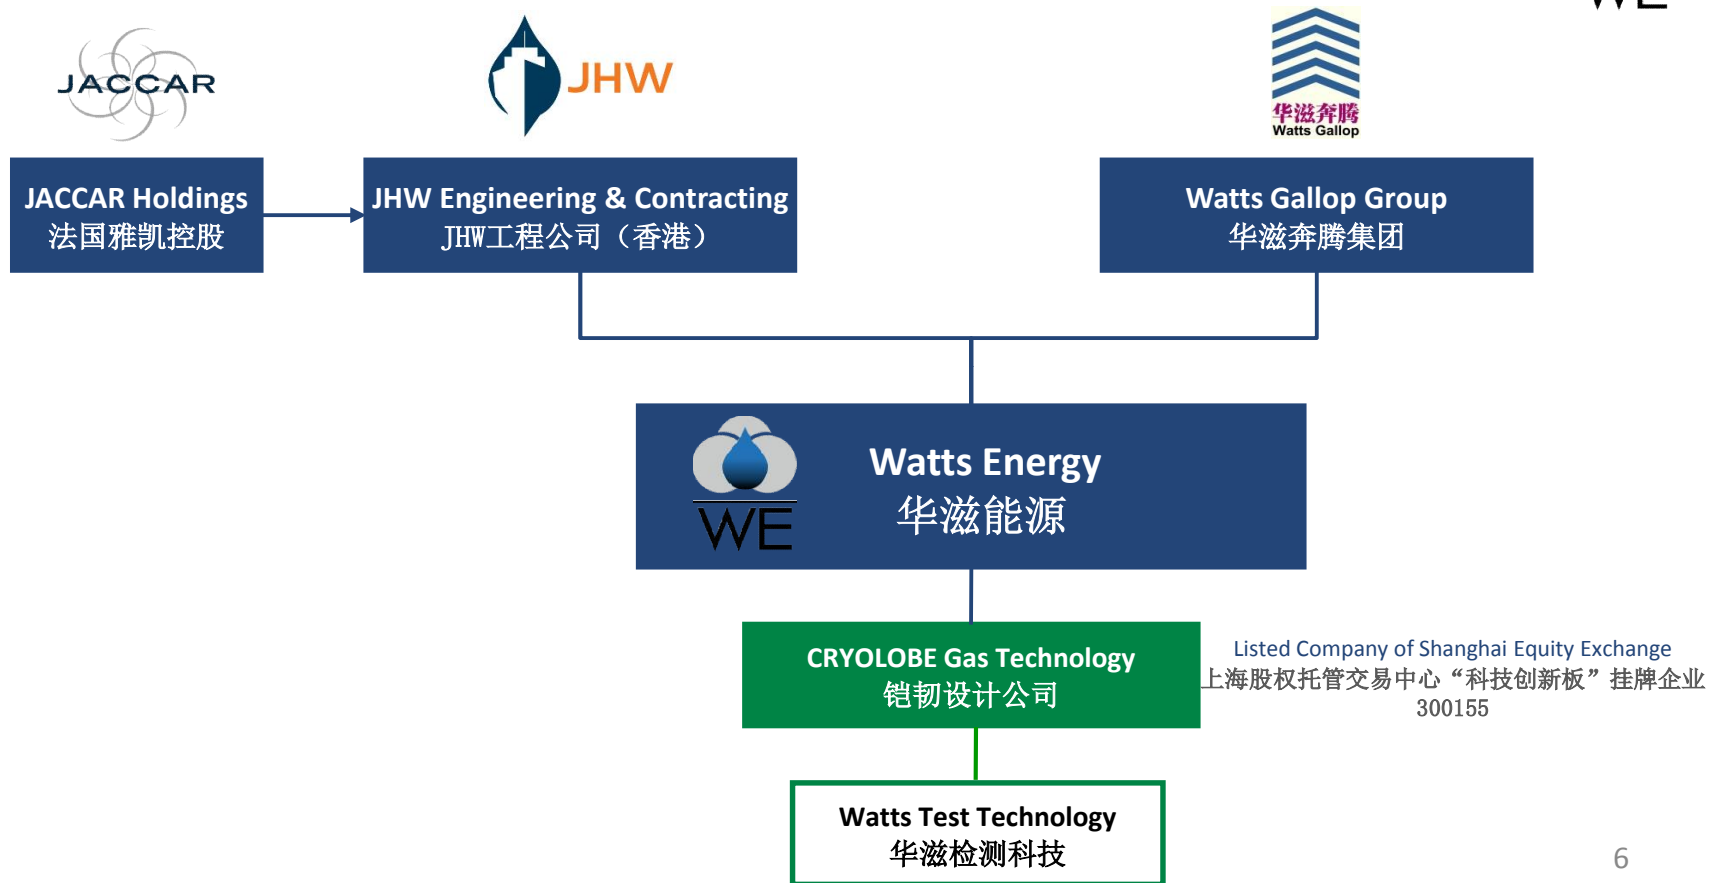 WE
JACCAR
JHW
华滋奔腾
Watts Gallop
JACCAR Holdings
法国雅凯控股
JHW Engineering & Contracting
JHW工程公司（香港）
Watts Gallop Group
华滋奔腾集团
WE
Watts Energy
华滋能源
CRYOLOBE Gas Technology
铠韧设计公司
Listed Company of Shanghai Equity Exchange
上海股权托管交易中心“科技创新板”挂牌企业
300155
Watts Test Technology
华滋检测科技
6